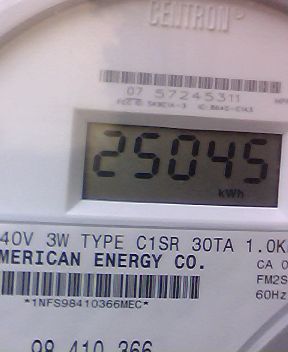 CENTRON®
07 57245311
25045
kWh
40V 3W TYPE C1SR 30TA 1.0K
MERICAN ENERGY CO.
CA 0
FM2S
60Hz
*1NFS98410366MEC*
98 410 366